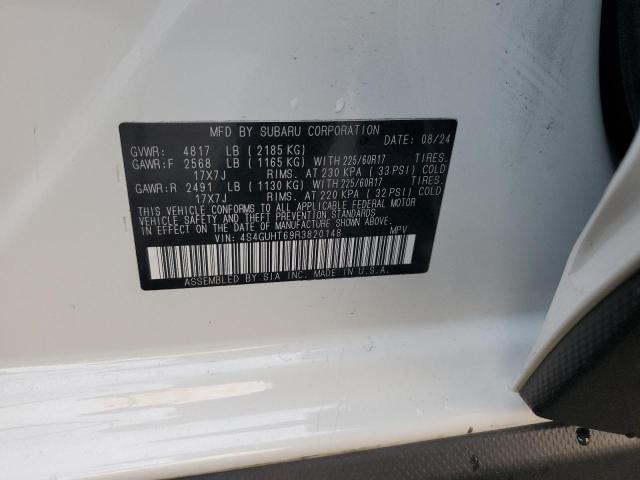 MFD BY SUBARU CORPORATION DATE: 08/24
GVWR: 4817 LB ( 2185 KG)
GAWR:F 2568 LB ( 1165 KG) WITH 225/60R17 TIRES.
17X7J RIMS. AT 230 KPA ( 33 PSI) COLD
GAWR:R 2491 LB ( 1130 KG) WITH 225/60R17 TIRES.
17X7J RIMS. AT 220 KPA ( 32 PSI) COLD
THIS VEHICLE CONFORMS TO ALL APPLICABLE FEDERAL MOTOR
VEHICLE SAFETY AND THEFT PREVENTION STANDARDS IN
EFFECT ON THE DATE OF MANUFACTURE SHOWN ABOVE.
VIN: 4S4GUHT69R3820148 MPV
ASSEMBLED BY SIA INC. MADE IN U.S.A.